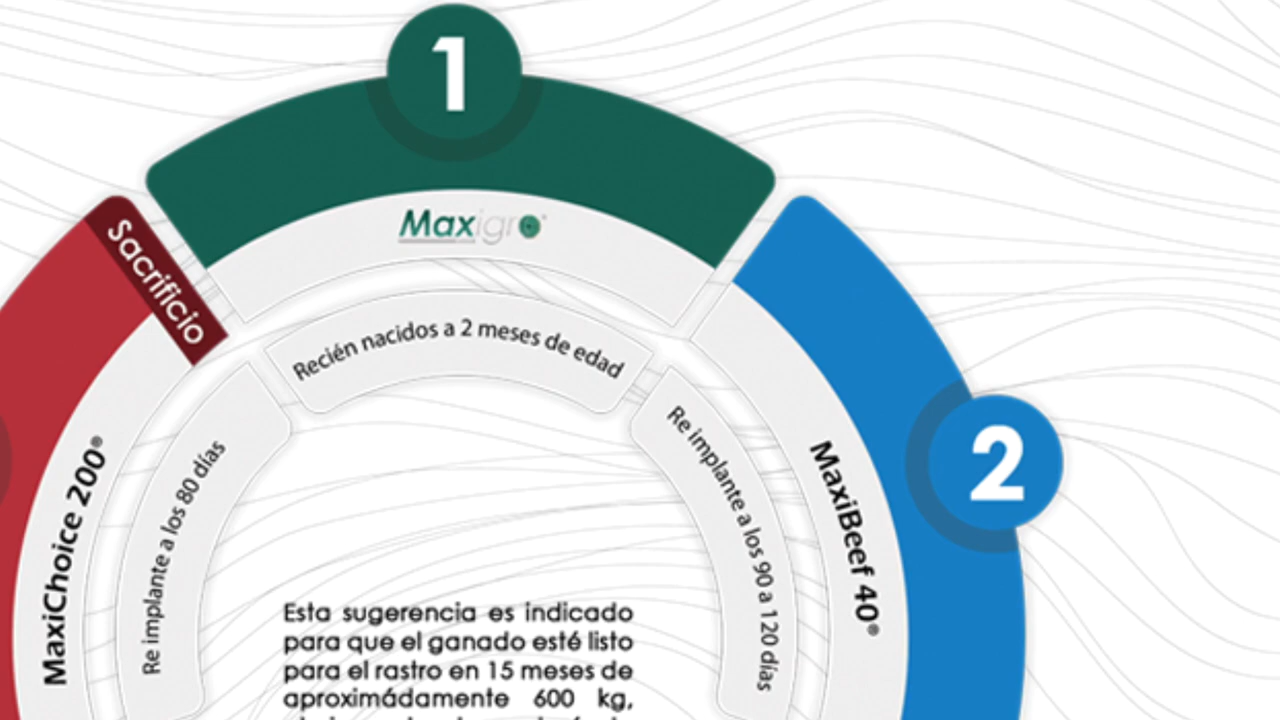 1
Maxigro®
Recién nacidos a 2 meses de edad
2
MaxiBeef 40®
Re implante a los 90 a 120 días
Sacrificio
MaxiChoice 200®
Re implante a los 80 días
Esta sugerencia es indicado
para que el ganado esté listo
para el rastro en 15 meses de
aproximádamente 600 kg,